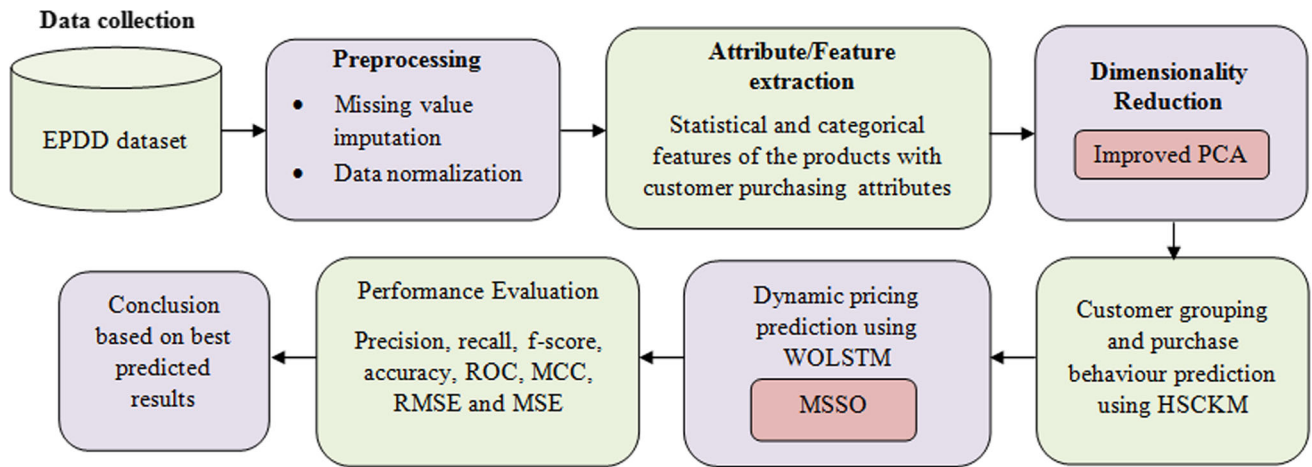 Data collection
EPDD dataset
Preprocessing
• Missing value
imputation
• Data normalization
Attribute/Feature
extraction
Statistical and categorical
features of the products with
customer purchasing attributes
Dimensionality
Reduction
Improved PCA
Customer grouping
and purchase
behaviour prediction
using HSCKM
Dynamic pricing
prediction using
WOLSTM
MSSO
Performance Evaluation
Precision, recall, f-score,
accuracy, ROC, MCC,
RMSE and MSE
Conclusion
based on best
predicted
results